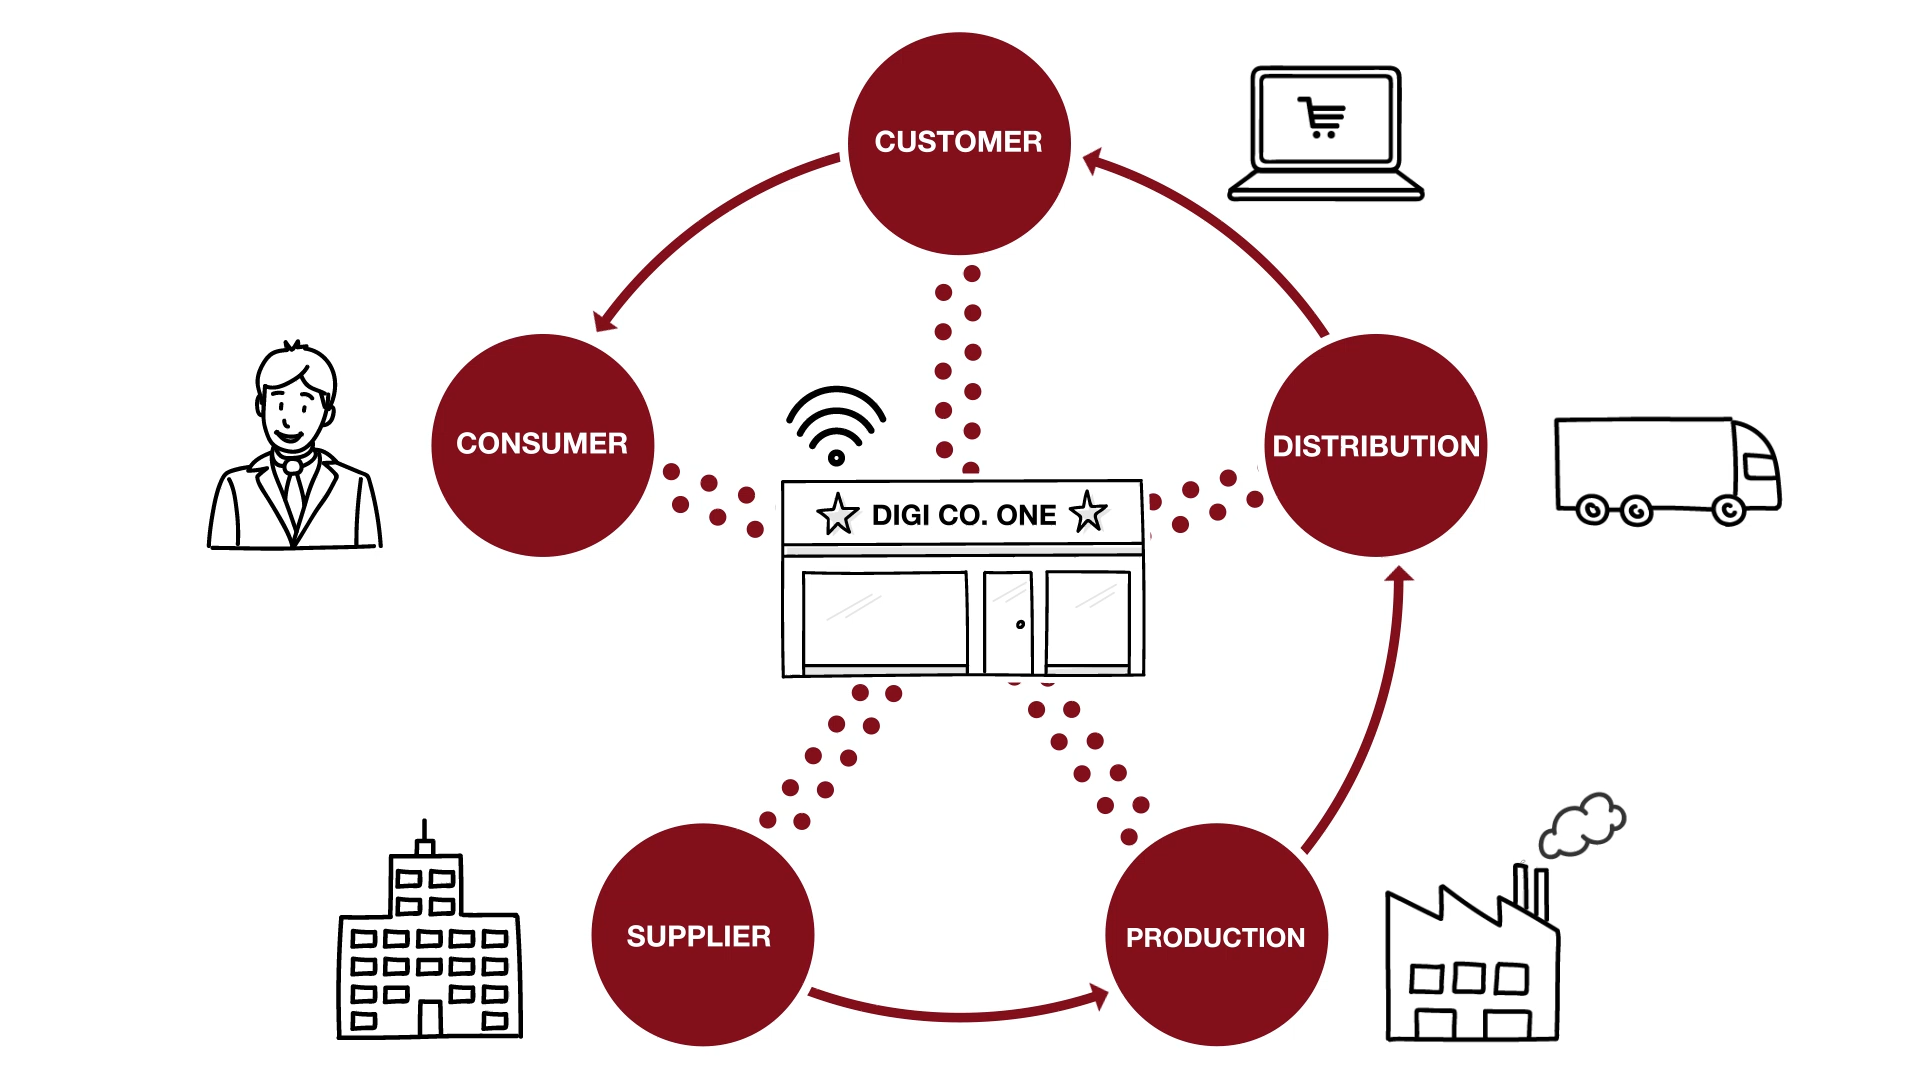 CUSTOMER
CONSUMER
DISTRIBUTION
DIGI CO. ONE
SUPPLIER
PRODUCTION